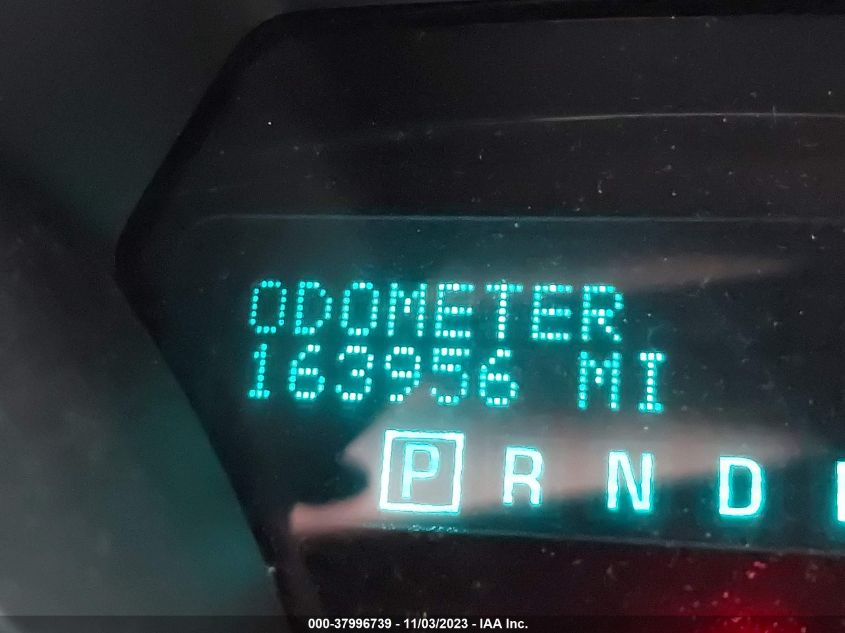 ODOMETER
163956 MI
P R N D
000-37996739 - 11/03/2023 - IAA Inc.